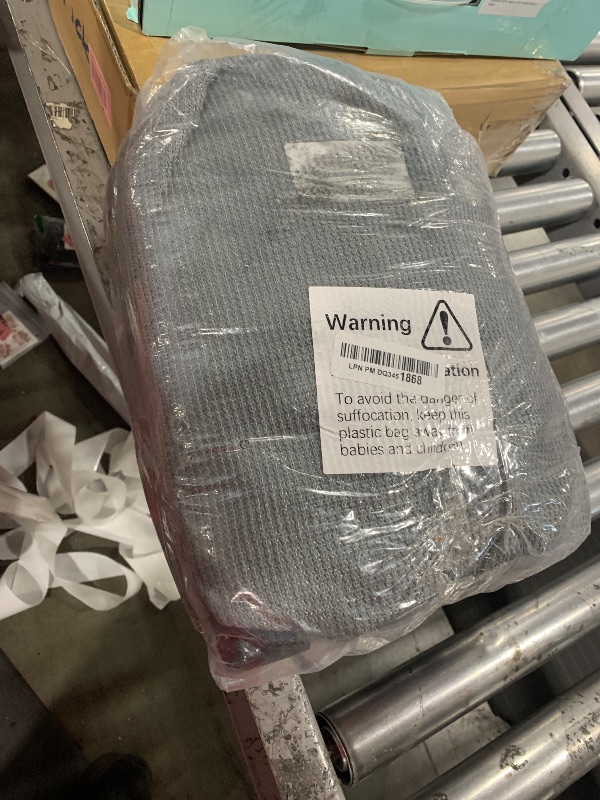 Warning
LPN PM DQ3451868
ation
To avoid the danger of
suffocation, keep this
plastic bag away from
babies and children